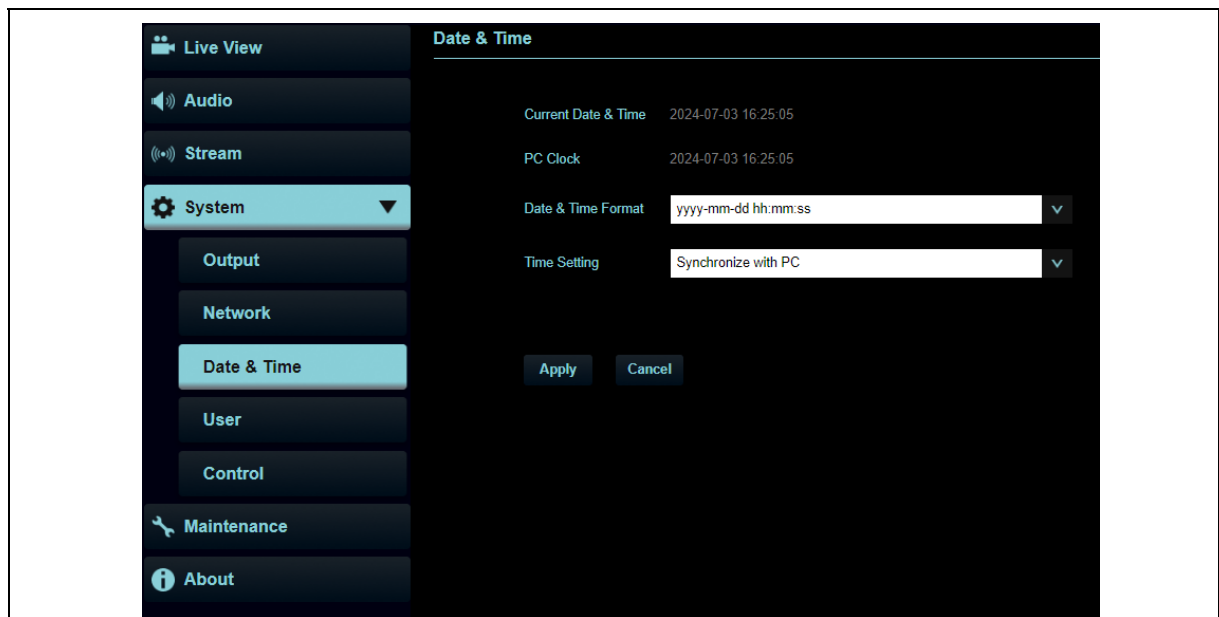 Live View
Audio
Stream
System
Output
Network
Date & Time
User
Control
Maintenance
About
Date & Time
Current Date & Time 2024-07-03 16:25:05
PC Clock 2024-07-03 16:25:05
Date & Time Format yyyy-mm-dd hh:mm:ss
Time Setting Synchronize with PC
Apply Cancel